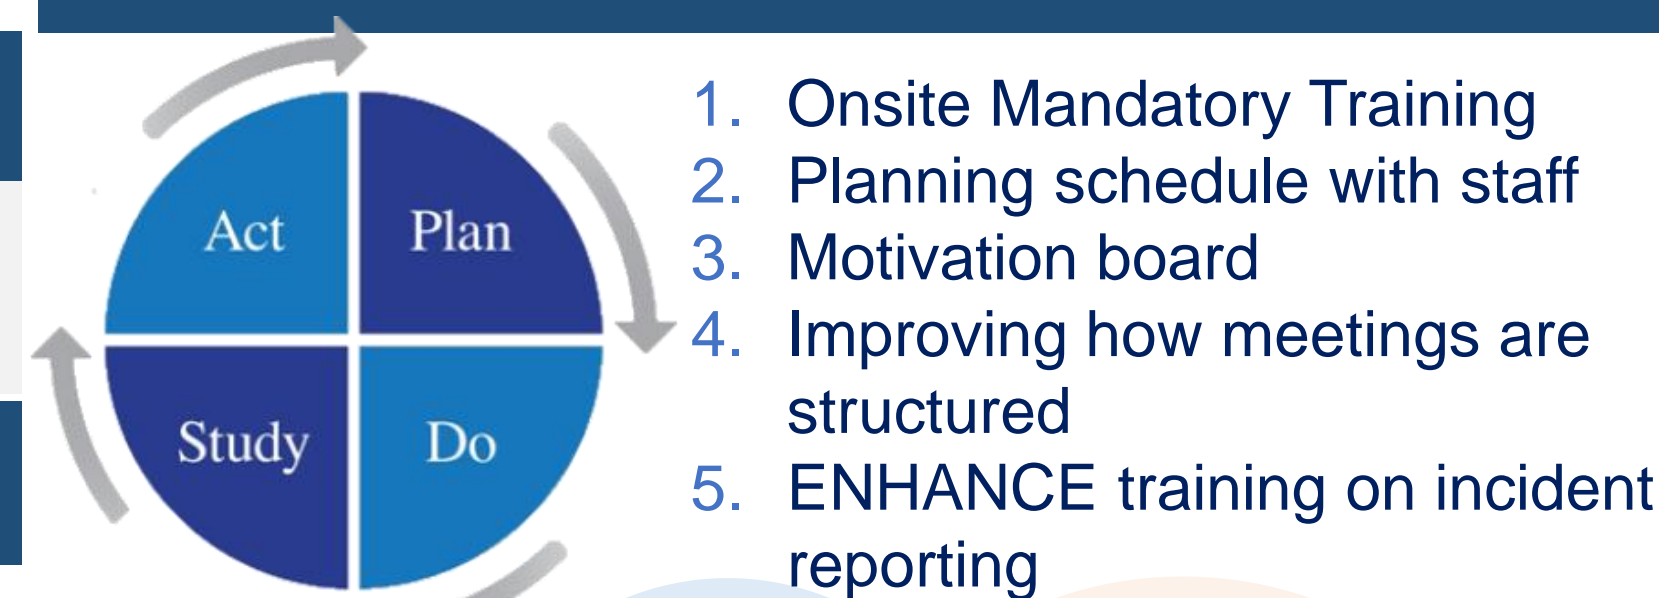 Act
Plan
Study
Do
1. Onsite Mandatory Training
2. Planning schedule with staff
3. Motivation board
4. Improving how meetings are
structured
5. ENHANCE training on incident
reporting